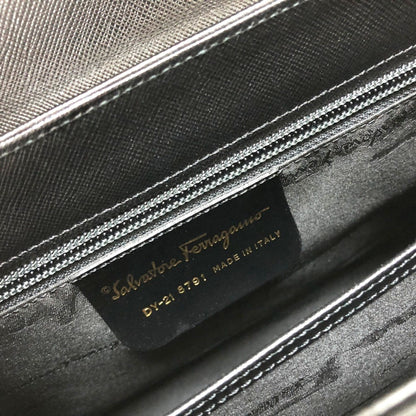 Salvatore Ferragamo
DY-21 6791 MADE IN ITALY